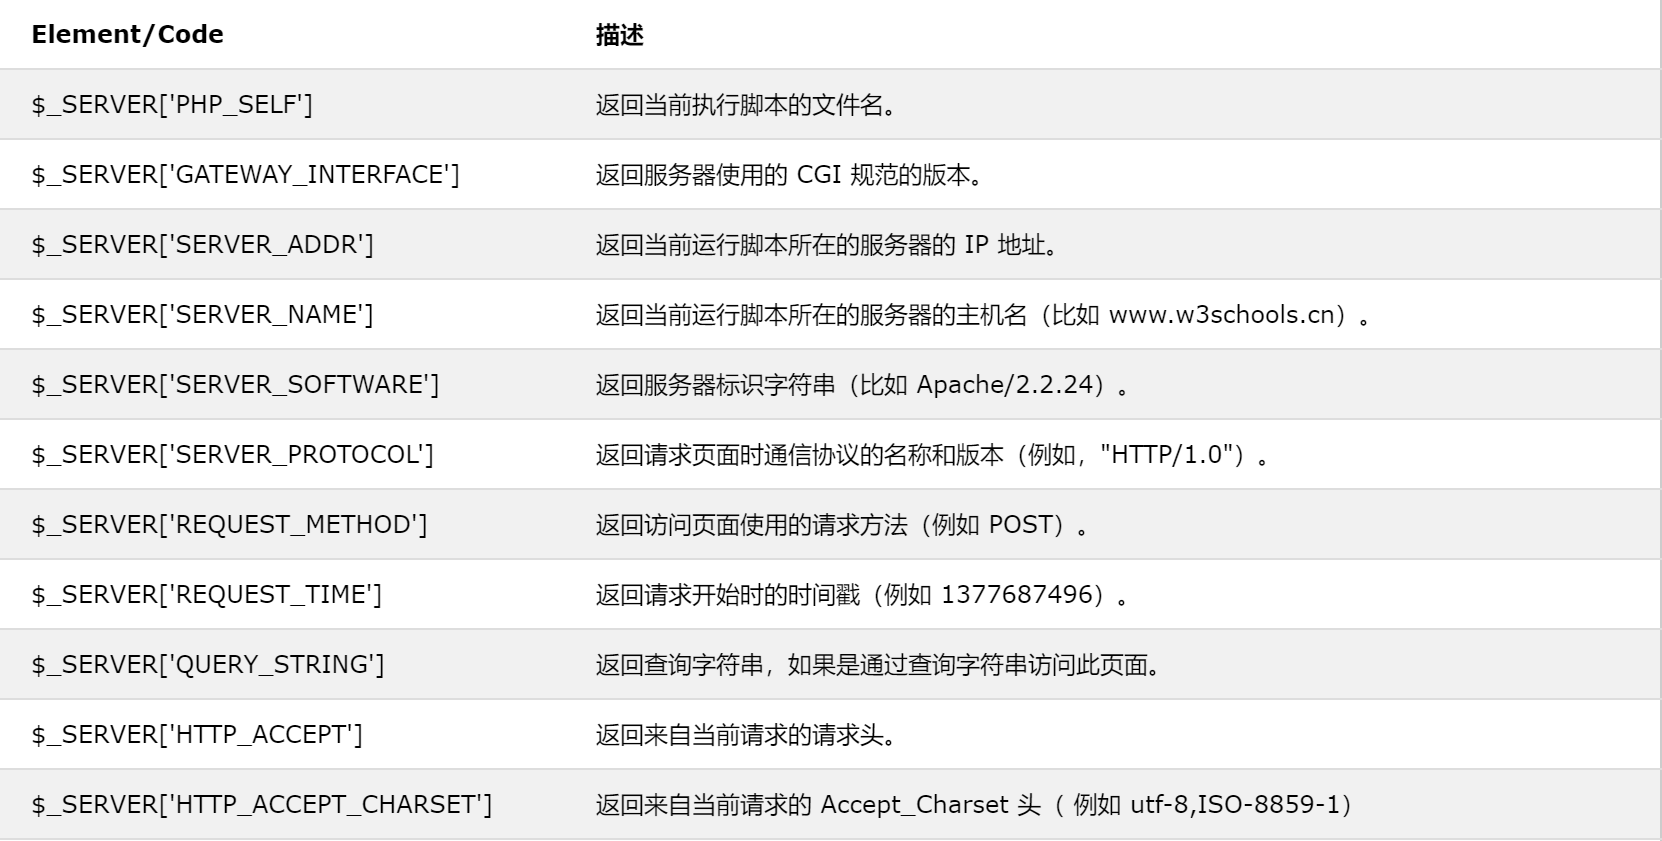 Element/Code 描述
$_SERVER['PHP_SELF'] 返回当前执行脚本的文件名。
$_SERVER['GATEWAY_INTERFACE'] 返回服务器使用的 CGI 规范的版本。
$_SERVER['SERVER_ADDR'] 返回当前运行脚本所在的服务器的 IP 地址。
$_SERVER['SERVER_NAME'] 返回当前运行脚本所在的服务器的主机名（比如 www.w3schools.cn）。
$_SERVER['SERVER_SOFTWARE'] 返回服务器标识字符串（比如 Apache/2.2.24）。
$_SERVER['SERVER_PROTOCOL'] 返回请求页面时通信协议的名称和版本（例如，"HTTP/1.0"）。
$_SERVER['REQUEST_METHOD'] 返回访问页面使用的请求方法（例如 POST）。
$_SERVER['REQUEST_TIME'] 返回请求开始时的时间戳（例如 1377687496）。
$_SERVER['QUERY_STRING'] 返回查询字符串，如果是通过查询字符串访问此页面。
$_SERVER['HTTP_ACCEPT'] 返回来自当前请求的请求头。
$_SERVER['HTTP_ACCEPT_CHARSET'] 返回来自当前请求的 Accept_Charset 头（ 例如 utf-8,ISO-8859-1）